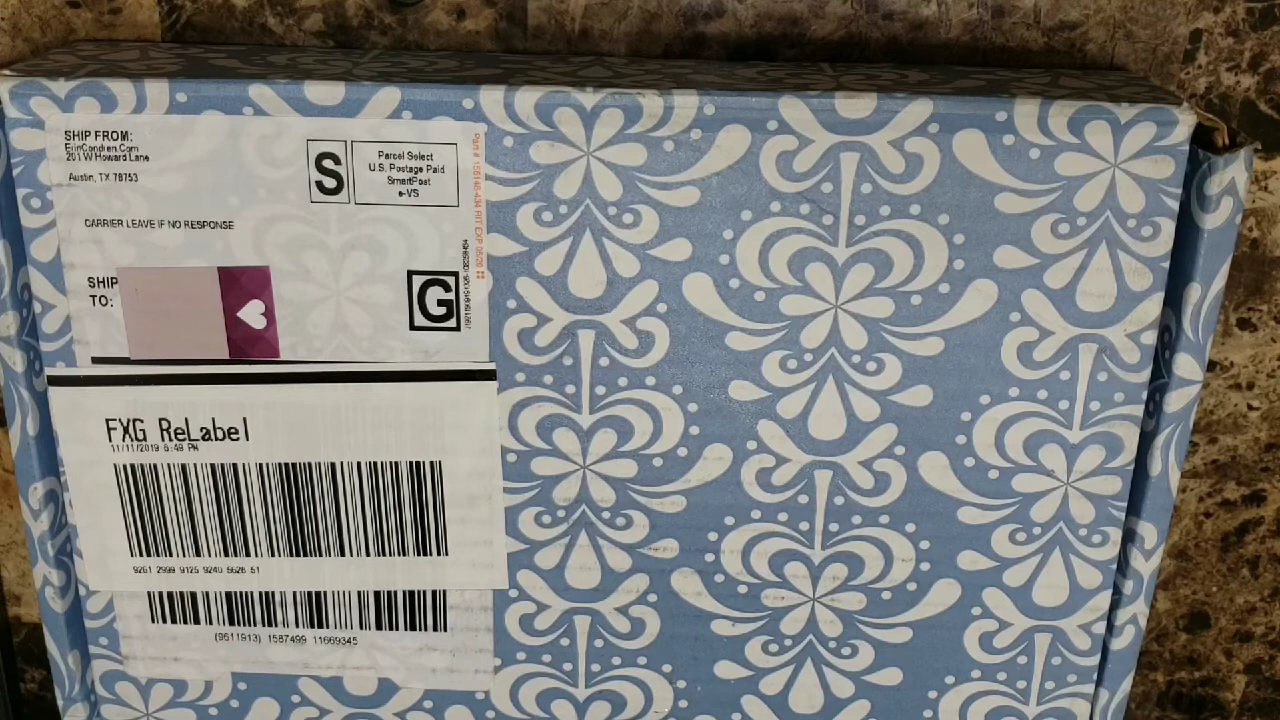 SHIP FROM:
ErinCondren.Com
201 W Howard Lane
Austin, TX 78753
S
Parcel Select
U.S. Postage Paid
SmartPost
e-VS
CARRIER LEAVE IF NO RESPONSE
SHIP
TO:
G
FXG ReLabel
11/11/2019 6:49 PM
9261 2999 9125 9240 5626 51
(9611913) 1587499 11669345